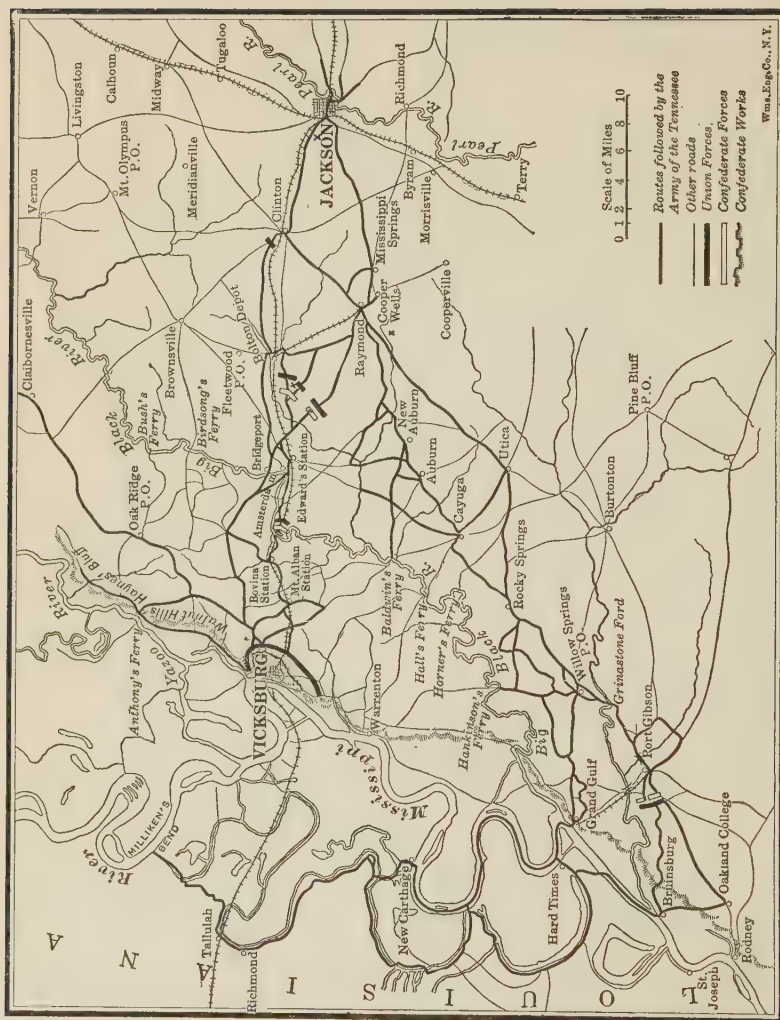 Claibornesville
Vernon
Livingston
Calhoun
Tugaloo
Midway
Mt. Olympus
P.O.
Meridianville
River
Black
Bush's
Ferry
Brownsville
Birdsong's
Ferry
Fleetwood
P.O.
Big
Bridgeport
Bolton Depot
Clinton
R.
Pearl
JACKSON
Richmond
R.
Pearl
Byram
Morrisville
Terry
Mississippi
Springs
Cooper
Wells
Cooperville
Raymond
River
Haynes' Bluff
Oak Ridge
P.O.
Walnut Hills
Anthony's Ferry
Yazoo
VICKSBURG
Bovina
Station
Mt. Alban
Station
Amsterdam
Edward's Station
New
Auburn
Auburn
Utica
Cayuga
Baldwin's
Ferry
R.
Hall's Ferry
Horner's Ferry
Black
Hankinson's
Ferry
Big
Warrenton
Rocky Springs
Willow Springs
P.O.
Grindstone Ford
Burtonton
Pine Bluff
P.O.
Port Gibson
Grand Gulf
MILLIKEN'S
BEND
River
Mississippi
Tallulah
Richmond
New Carthage
Hard Times
Bruinsburg
Oakland College
Rodney
St.
Joseph
LOUISIANA
Scale of Miles
0 1 2 4 6 8 10
Routes followed by the
Army of the Tennessee
Other roads
Union Forces.
Confederate Forces
Confederate Works
Wms.Eng.Co., N.Y.